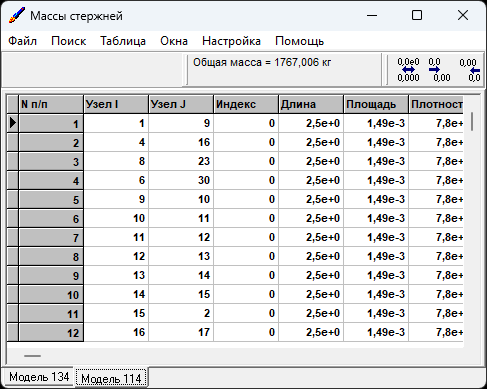 Массы стержней
Файл Поиск Таблица Окна Настройка Помощь
Общая масса = 1767,006 кг
0,0e0 0,0 0,00
0,000 0,00 0,0
N п/п Узел I Узел J Индекс Длина Площадь Плотност
1 1 9 0 2,5e+0 1,49e-3 7,8e+
2 4 16 0 2,5e+0 1,49e-3 7,8e+
3 8 23 0 2,5e+0 1,49e-3 7,8e+
4 6 30 0 2,5e+0 1,49e-3 7,8e+
5 9 10 0 2,5e+0 1,49e-3 7,8e+
6 10 11 0 2,5e+0 1,49e-3 7,8e+
7 11 12 0 2,5e+0 1,49e-3 7,8e+
8 12 13 0 2,5e+0 1,49e-3 7,8e+
9 13 14 0 2,5e+0 1,49e-3 7,8e+
10 14 15 0 2,5e+0 1,49e-3 7,8e+
11 15 2 0 2,5e+0 1,49e-3 7,8e+
12 16 17 0 2,5e+0 1,49e-3 7,8e+
Модель 134 Модель 114